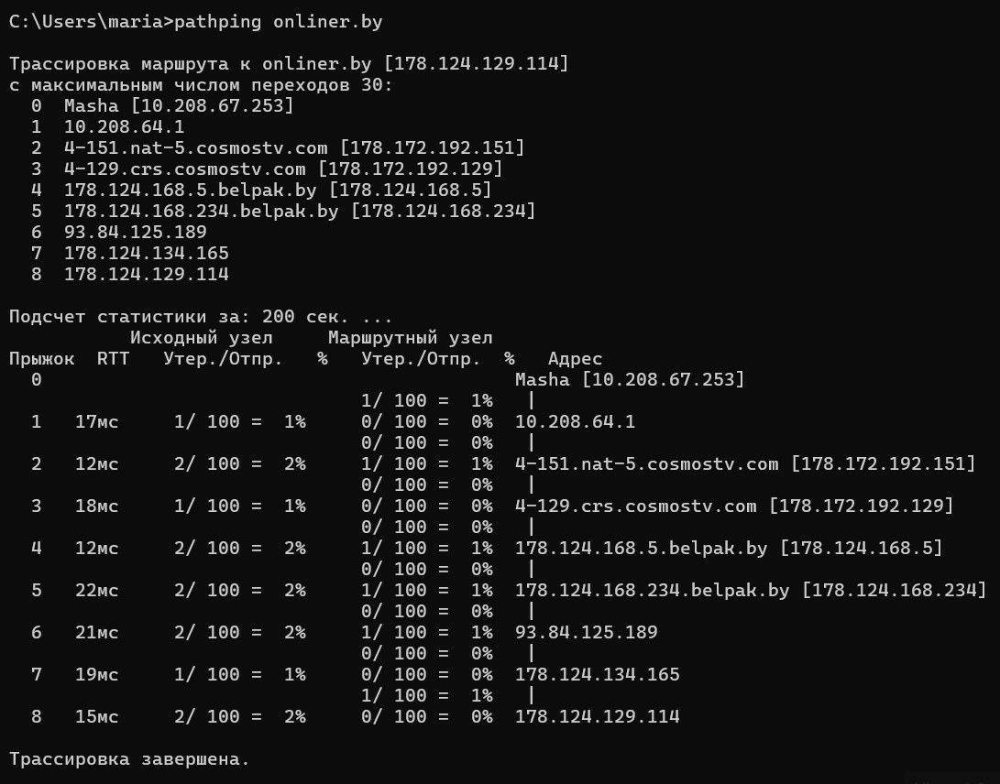 C:\Users\maria>pathping onliner.by
Трассировка маршрута к onliner.by [178.124.129.114]
с максимальным числом переходов 30:
  0  Masha [10.208.67.253]
  1  10.208.64.1
  2  4-151.nat-5.cosmostv.com [178.172.192.151]
  3  4-129.crs.cosmostv.com [178.172.192.129]
  4  178.124.168.5.belpak.by [178.124.168.5]
  5  178.124.168.234.belpak.by [178.124.168.234]
  6  93.84.125.189
  7  178.124.134.165
  8  178.124.129.114
Подсчет статистики за: 200 сек. ...
           Исходный узел     Маршрутный узел
Прыжок  RTT   Утер./Отпр.   %   Утер./Отпр.  %   Адрес
  0                                           Masha [10.208.67.253]
                                1/ 100 =  1%   |
  1   17мс     1/ 100 =  1%     0/ 100 =  0%  10.208.64.1
                                0/ 100 =  0%   |
  2   12мс     2/ 100 =  2%     1/ 100 =  1%  4-151.nat-5.cosmostv.com [178.172.192.151]
                                0/ 100 =  0%   |
  3   18мс     1/ 100 =  1%     0/ 100 =  0%  4-129.crs.cosmostv.com [178.172.192.129]
                                0/ 100 =  0%   |
  4   12мс     2/ 100 =  2%     1/ 100 =  1%  178.124.168.5.belpak.by [178.124.168.5]
                                0/ 100 =  0%   |
  5   22мс     2/ 100 =  2%     1/ 100 =  1%  178.124.168.234.belpak.by [178.124.168.234]
                                0/ 100 =  0%   |
  6   21мс     2/ 100 =  2%     1/ 100 =  1%  93.84.125.189
                                0/ 100 =  0%   |
  7   19мс     1/ 100 =  1%     0/ 100 =  0%  178.124.134.165
                                1/ 100 =  1%   |
  8   15мс     2/ 100 =  2%     0/ 100 =  0%  178.124.129.114
Трассировка завершена.